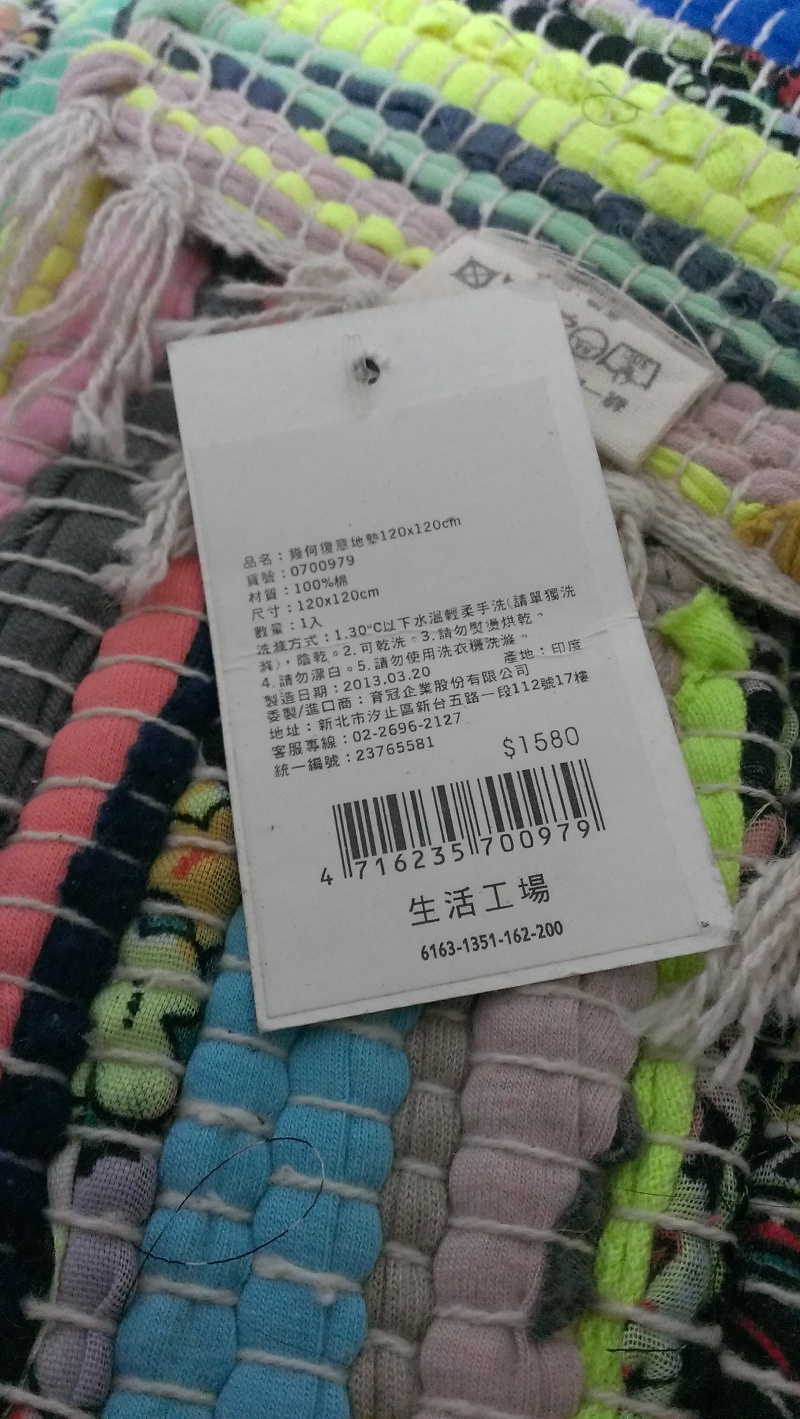 品名：幾何復意地墊120x120cm
貨號：0700979
材質：100%棉
尺寸：120x120cm
數量：1入
洗滌方式：1.30°C以下水溫輕柔手洗(請單獨洗
滌)，陰乾。2.可乾洗。3.請勿熨燙烘乾、
4.請勿漂白。5.請勿使用洗衣機洗滌、
製造日期：2013.03.20 產地：印度
委製/進口商：育冠企業股份有限公司
地址：新北市汐止區新台五路一段112號17樓
客服專線：02-2696-2127
統一編號：23765581
$1580
4 716235 700979
生活工場
6163-1351-162-200